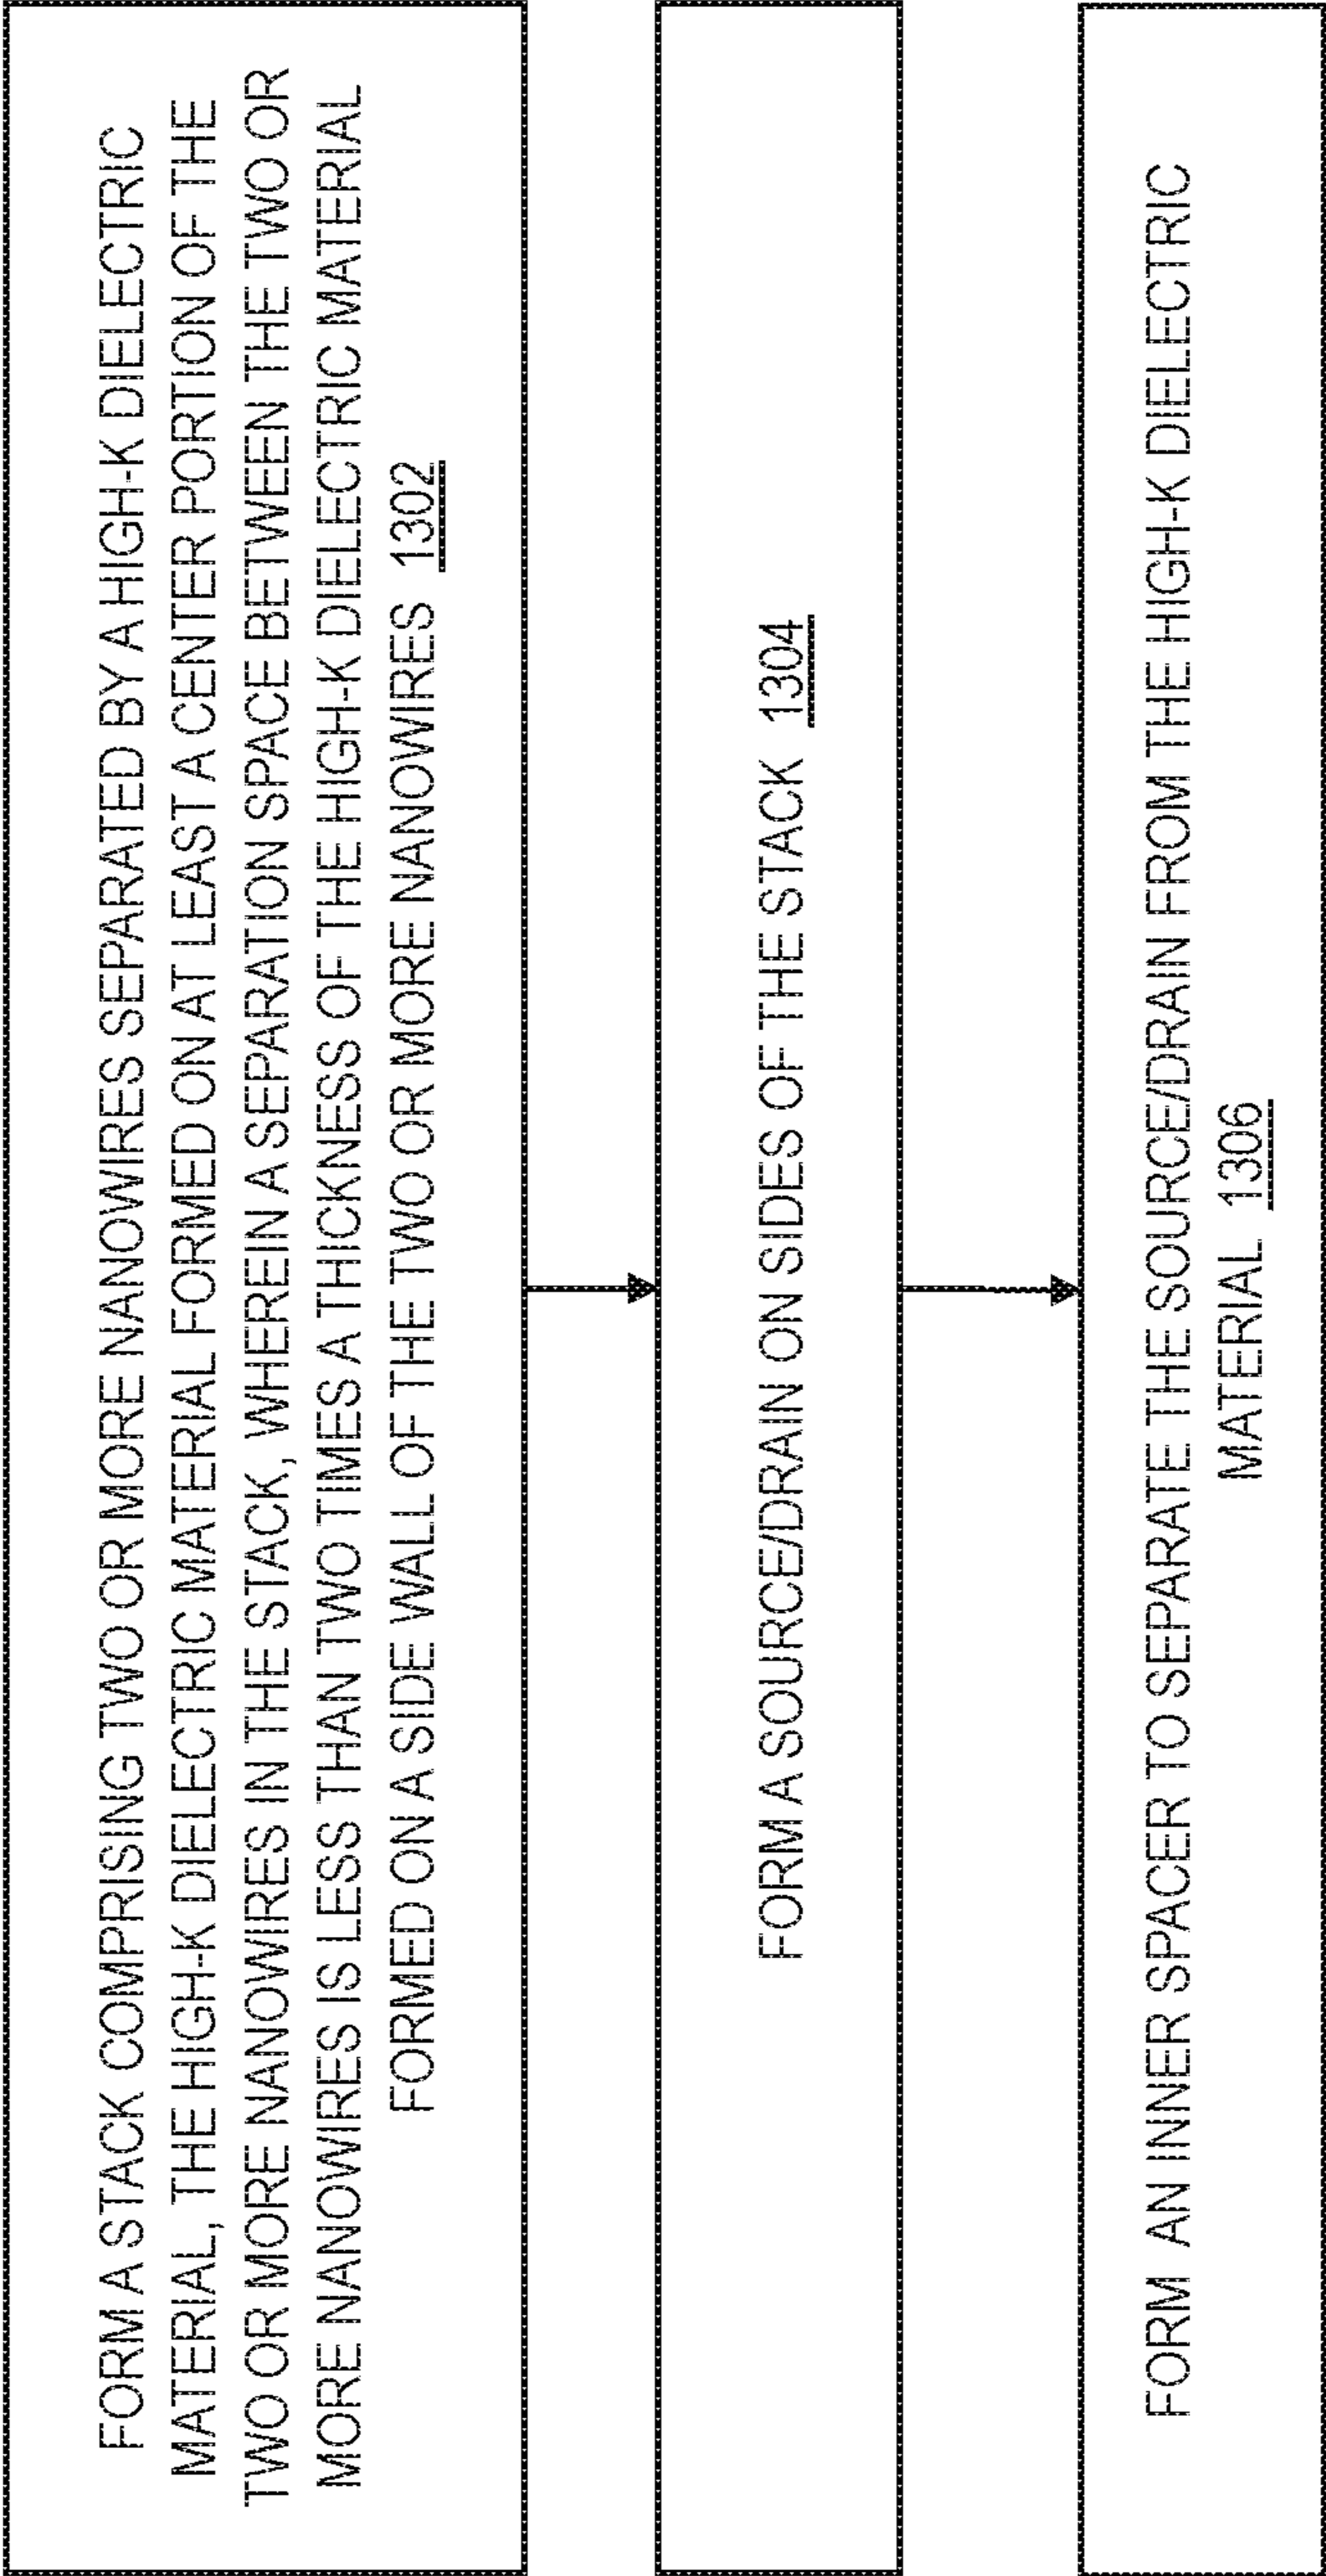 FORM A STACK COMPRISING TWO OR MORE NANOWIRES SEPARATED BY A HIGH-K DIELECTRIC
MATERIAL, THE HIGH-K DIELECTRIC MATERIAL FORMED ON AT LEAST A CENTER PORTION OF THE
TWO OR MORE NANOWIRES IN THE STACK, WHEREIN A SEPARATION SPACE BETWEEN THE TWO OR
MORE NANOWIRES IS LESS THAN TWO TIMES A THICKNESS OF THE HIGH-K DIELECTRIC MATERIAL
FORMED ON A SIDE WALL OF THE TWO OR MORE NANOWIRES 1302
FORM A SOURCE/DRAIN ON SIDES OF THE STACK 1304
FORM AN INNER SPACER TO SEPARATE THE SOURCE/DRAIN FROM THE HIGH-K DIELECTRIC
MATERIAL 1306